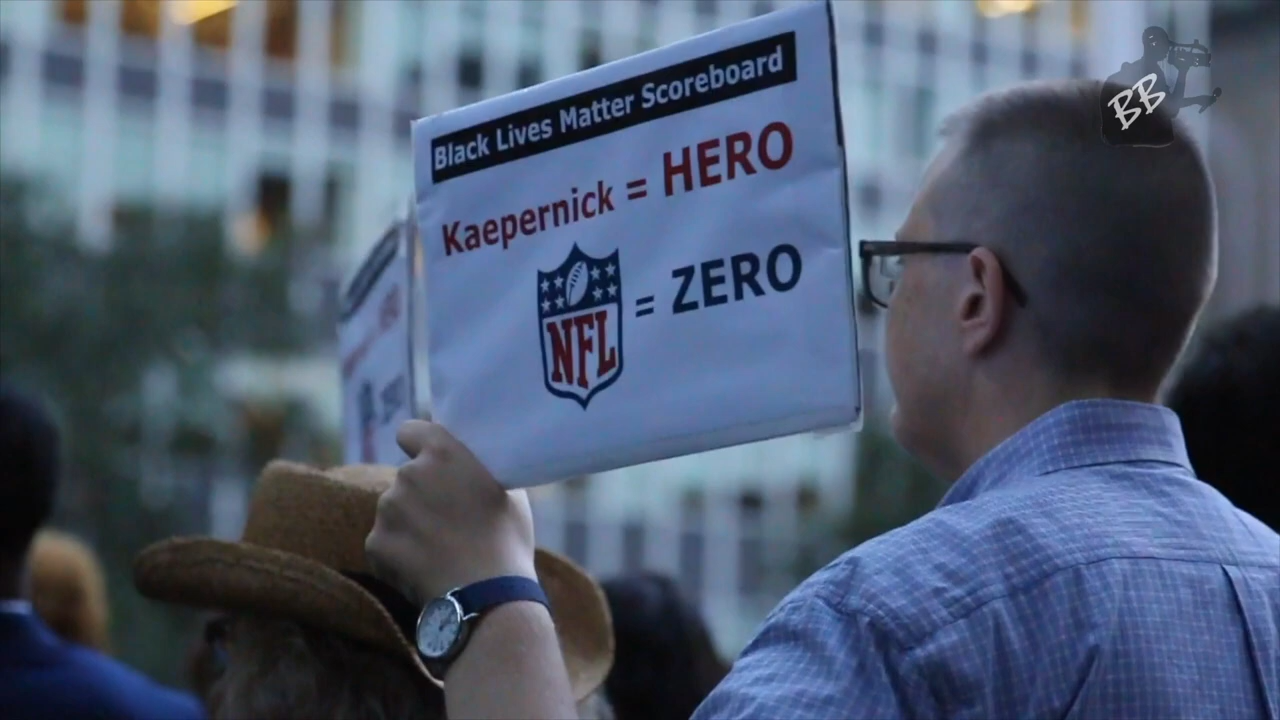 Black Lives Matter Scoreboard
Kaepernick = HERO
NFL = ZERO
BB